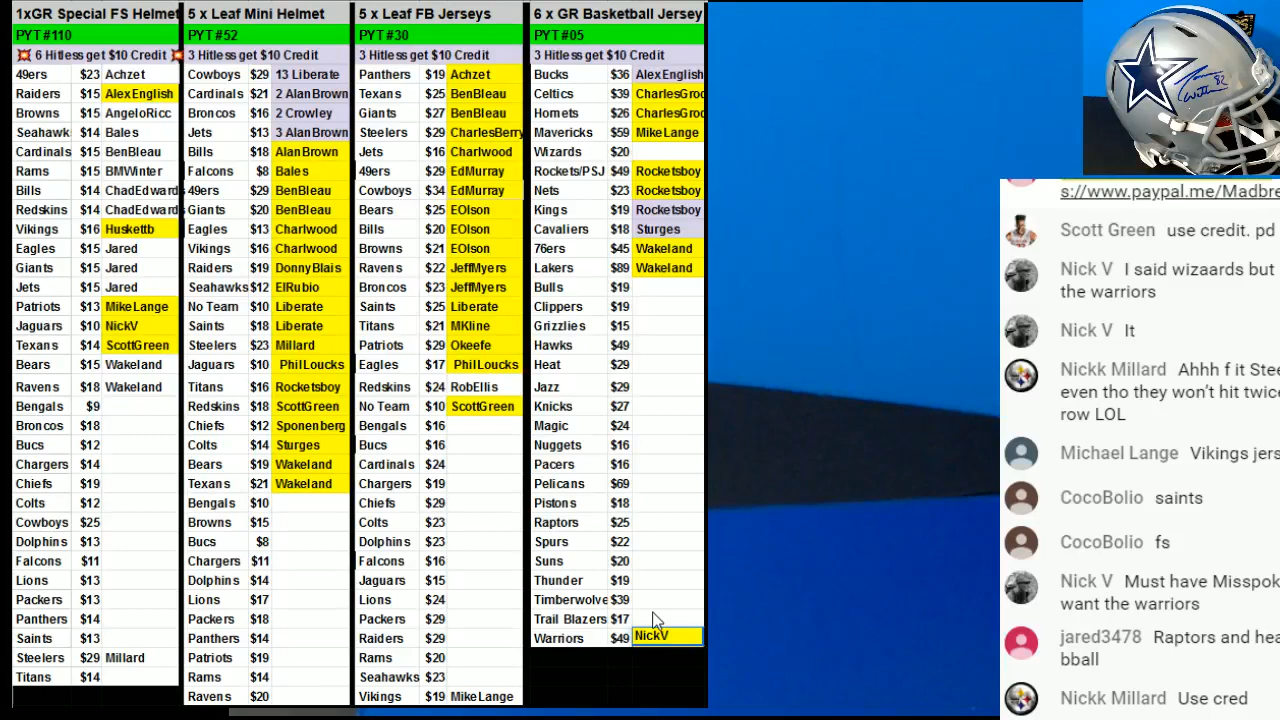 1xGR Special FS Helmet
PYT #110
💥 6 Hitless get $10 Credit 💥
49ers $23 Achzet
Raiders $15 AlexEnglish
Browns $15 AngeloRicc
Seahawk $14 Bales
Cardinals $15 BenBleau
Rams $15 BMWinter
Bills $14 ChadEdward
Redskins $14 ChadEdward
Vikings $16 Huskettb
Eagles $15 Jared
Giants $15 Jared
Jets $15 Jared
Patriots $13 MikeLange
Jaguars $10 NickV
Texans $14 ScottGreen
Bears $15 Wakeland
Ravens $18 Wakeland
Bengals $9
Broncos $18
Bucs $12
Chargers $14
Chiefs $19
Colts $12
Cowboys $25
Dolphins $13
Falcons $11
Lions $13
Packers $13
Panthers $14
Saints $13
Steelers $29 Millard
Titans $14
5 x Leaf Mini Helmet
PYT #52
3 Hitless get $10 Credit
Cowboys $29 13 Liberate
Cardinals $21 2 AlanBrown
Broncos $16 2 Crowley
Jets $13 3 AlanBrown
Bills $18 AlanBrown
Falcons $8 Bales
49ers $29 BenBleau
Giants $20 BenBleau
Eagles $13 Charlwood
Vikings $16 Charlwood
Raiders $19 DonnyBlais
Seahawks $12 ElRubio
No Team $10 Liberate
Saints $18 Liberate
Steelers $23 Millard
Jaguars $10 PhilLoucks
Titans $16 Rocketsboy
Redskins $18 ScottGreen
Chiefs $12 Sponenberg
Colts $14 Sturges
Bears $19 Wakeland
Texans $21 Wakeland
Bengals $10
Browns $15
Bucs $8
Chargers $11
Dolphins $14
Lions $17
Packers $18
Panthers $14
Patriots $19
Rams $14
Ravens $20
5 x Leaf FB Jerseys
PYT #30
3 Hitless get $10 Credit
Panthers $19 Achzet
Texans $25 BenBleau
Giants $27 BenBleau
Steelers $29 CharlesBerry
Jets $16 Charlwood
49ers $29 EdMurray
Cowboys $34 EdMurray
Bears $25 EOlson
Bills $20 EOlson
Browns $21 EOlson
Ravens $22 JeffMyers
Broncos $23 JeffMyers
Saints $25 Liberate
Titans $21 MKline
Patriots $29 Okeefe
Eagles $17 PhilLoucks
Redskins $24 RobEllis
No Team $10 ScottGreen
Bengals $16
Bucs $16
Cardinals $24
Chargers $19
Chiefs $29
Colts $23
Dolphins $23
Falcons $16
Jaguars $15
Lions $24
Packers $29
Raiders $29
Rams $20
Seahawks $23
Vikings $19 MikeLange
6 x GR Basketball Jersey
PYT #05
3 Hitless get $10 Credit
Bucks $36 AlexEnglish
Celtics $39 CharlesGroo
Hornets $26 CharlesGroo
Mavericks $59 MikeLange
Wizards $20
Rockets/PSJ $49 Rocketsboy
Nets $23 Rocketsboy
Kings $19 Rocketsboy
Cavaliers $18 Sturges
76ers $45 Wakeland
Lakers $89 Wakeland
Bulls $19
Clippers $19
Grizzlies $15
Hawks $49
Heat $29
Jazz $29
Knicks $27
Magic $24
Nuggets $16
Pacers $16
Pelicans $69
Pistons $18
Raptors $25
Spurs $22
Suns $20
Thunder $19
Timberwolve $39
Trail Blazers $17
Warriors $49 NickV
82
s://www.paypal.me/Madbre
Scott Green use credit. pd
Nick V I said wizaards but
the warriors
Nick V It
Nickk Millard Ahhh f it Stee
even tho they won't hit twice
row LOL
Michael Lange Vikings jers
CocoBolio saints
CocoBolio fs
Nick V Must have Misspok
want the warriors
jared3478 Raptors and hea
bball
Nickk Millard Use cred